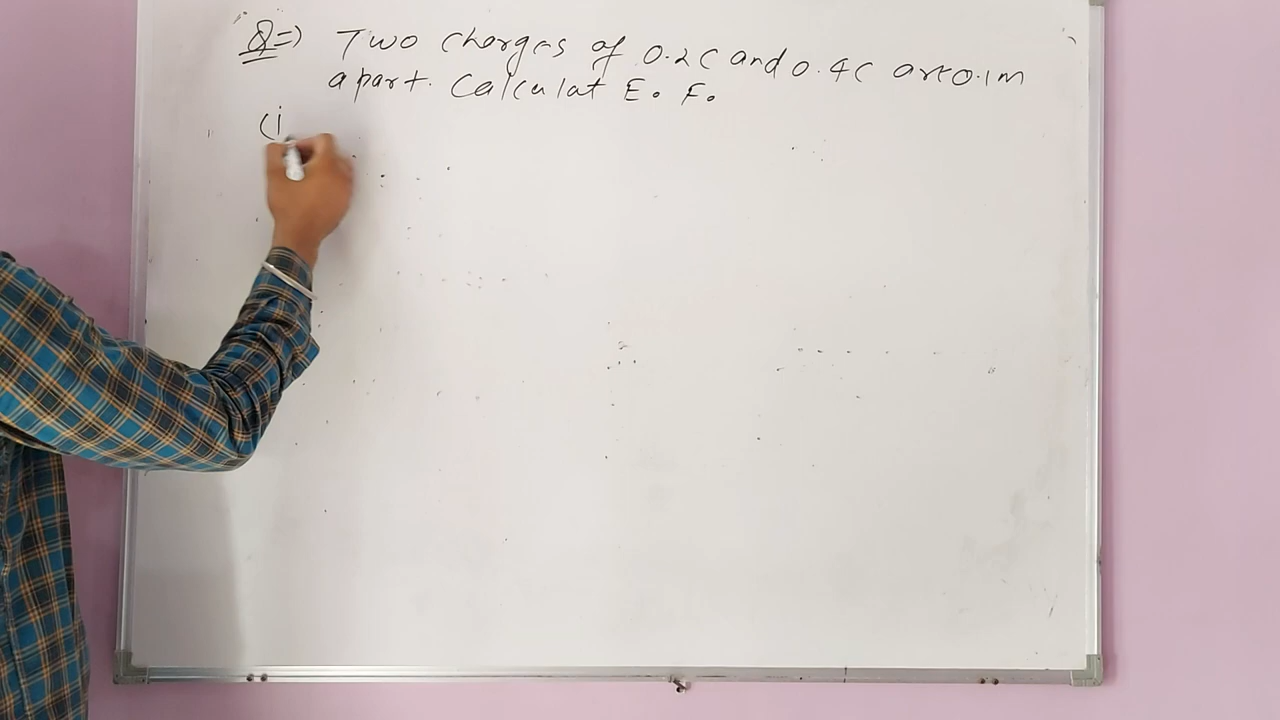 Q=) Two charges of 0.2C and 0.4C are 0.1m
apart. Calculat E. F.
(i